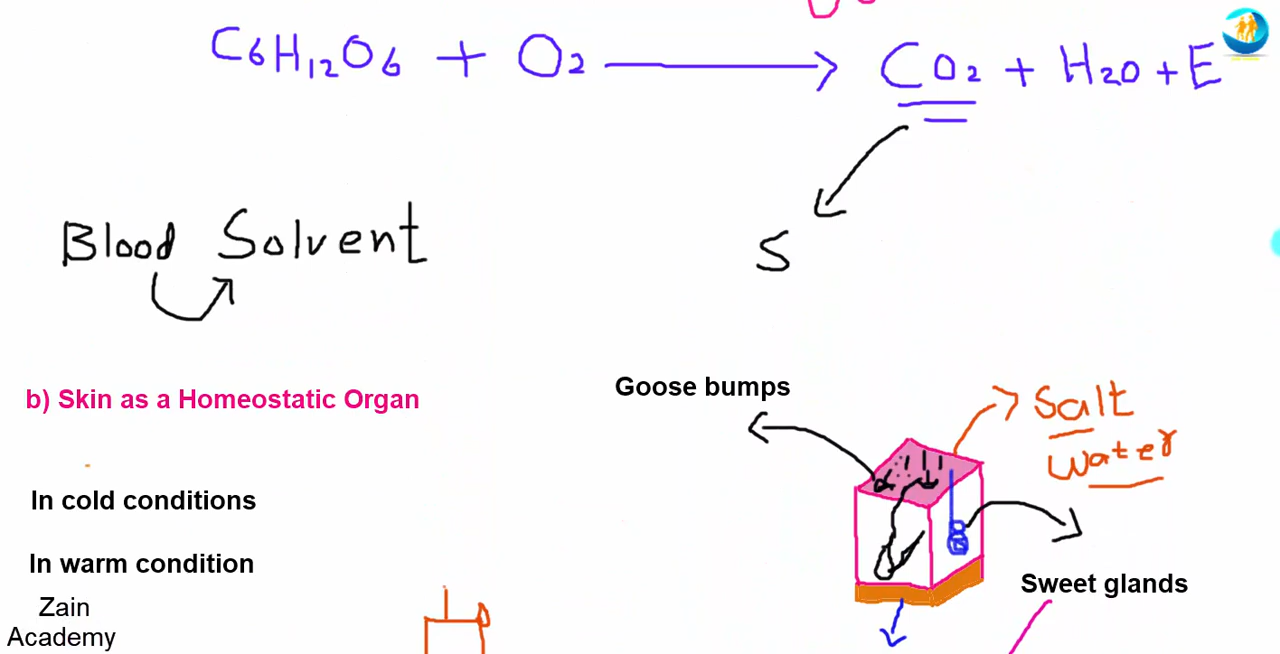 C6H12O6 + O2 → CO2 + H2O + E
Blood Solvent
S
b) Skin as a Homeostatic Organ
Goose bumps
Salt
Water
In cold conditions
In warm condition
Sweet glands
Zain
Academy